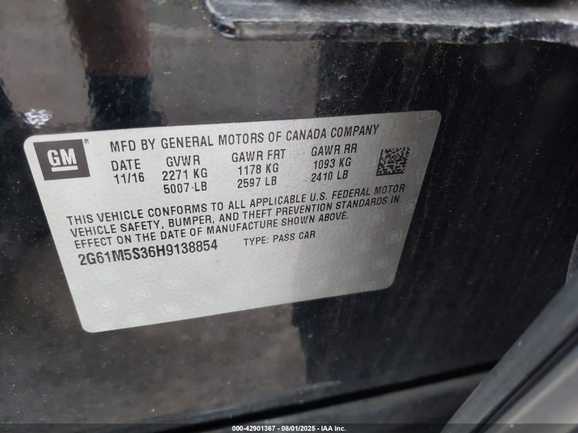 GM
MFD BY GENERAL MOTORS OF CANADA COMPANY
DATE GVWR GAWR FRT GAWR RR
11/16 2271 KG 1178 KG 1093 KG
5007 LB 2597 LB 2410 LB
THIS VEHICLE CONFORMS TO ALL APPLICABLE U.S. FEDERAL MOTOR
VEHICLE SAFETY, BUMPER, AND THEFT PREVENTION STANDARDS IN
EFFECT ON THE DATE OF MANUFACTURE SHOWN ABOVE.
2G61M5S36H9138854 TYPE: PASS CAR
000-42901367 - 08/01/2025 - IAAI.COM